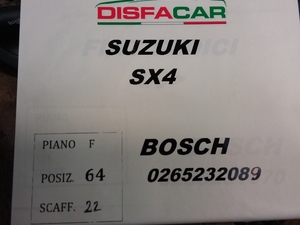 DISFACAR
SUZUKI
SX4
PIANO F
POSIZ. 64
SCAFF. 22
BOSCH
0265232089